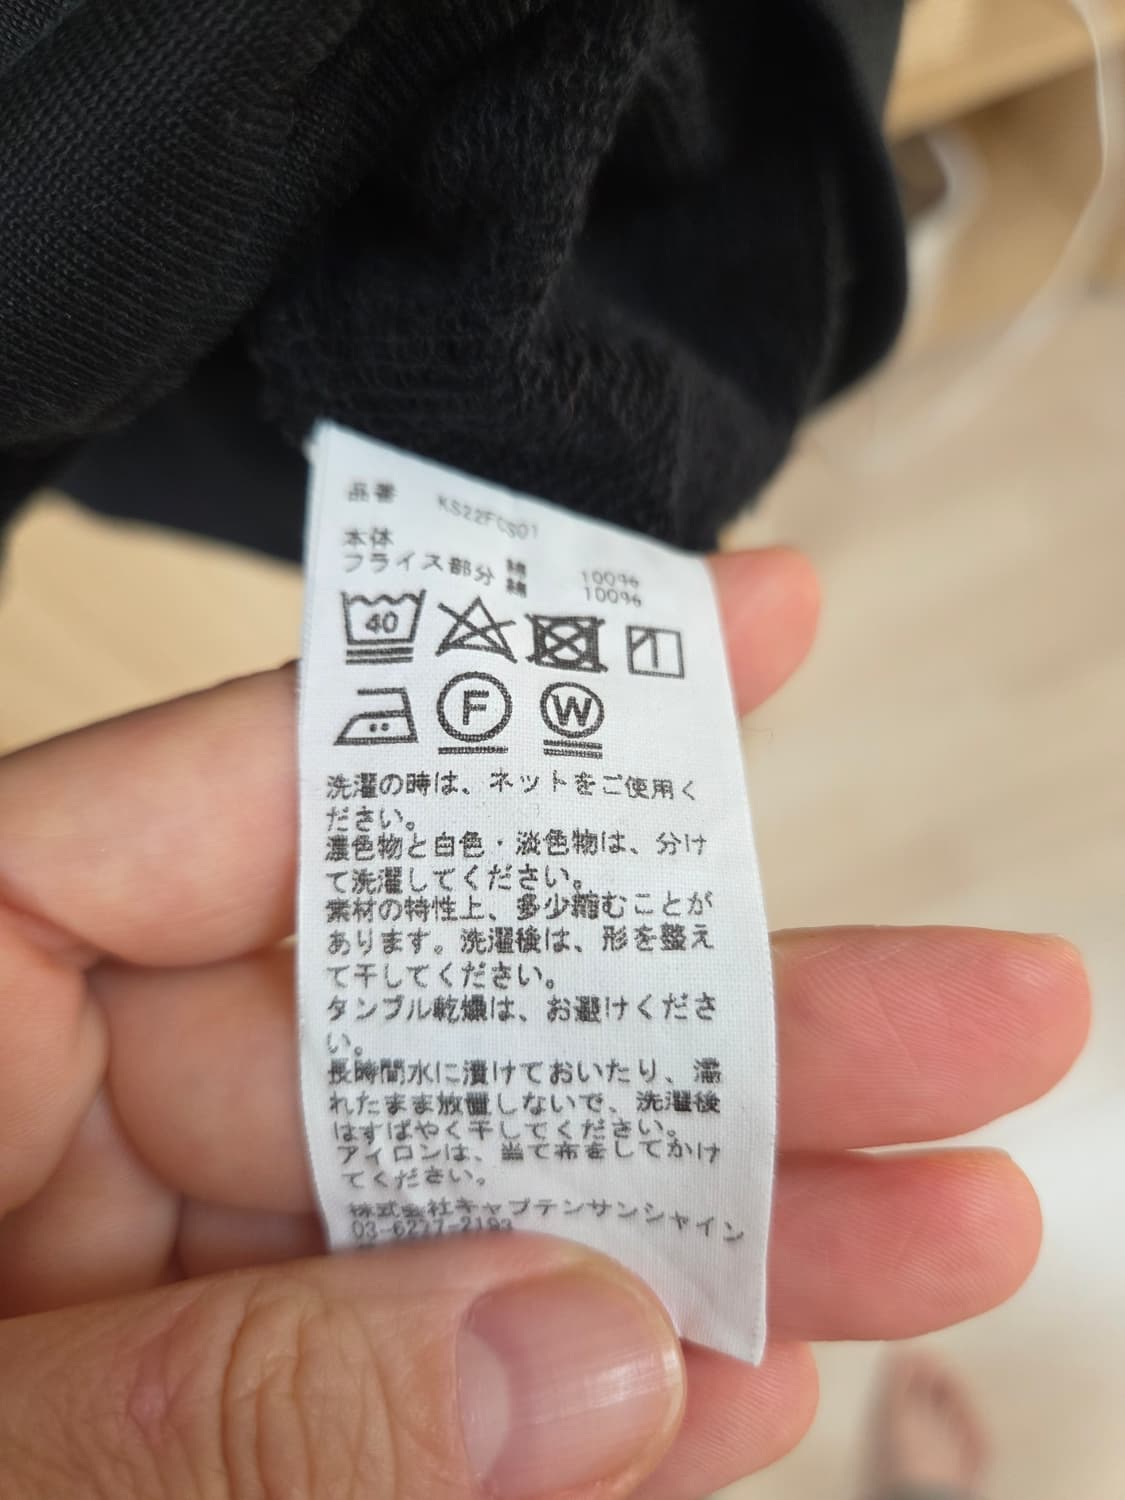 品番 KS22FCS01
本体 綿 100%
フライス部分 綿 100%
40
F W
洗濯の時は、ネットをご使用く
ださい。
濃色物と白色・淡色物は、分け
て洗濯してください。
素材の特性上、多少縮むことが
あります。洗濯後は、形を整え
て干してください。
タンブル乾燥は、お避けくださ
い。
長時間水に漬けておいたり、濡
れたまま放置しないで、洗濯後
はすばやく干してください。
アイロンは、当て布をしてかけ
てください。
株式会社キャプテンサンシャイン
03-6277-2193